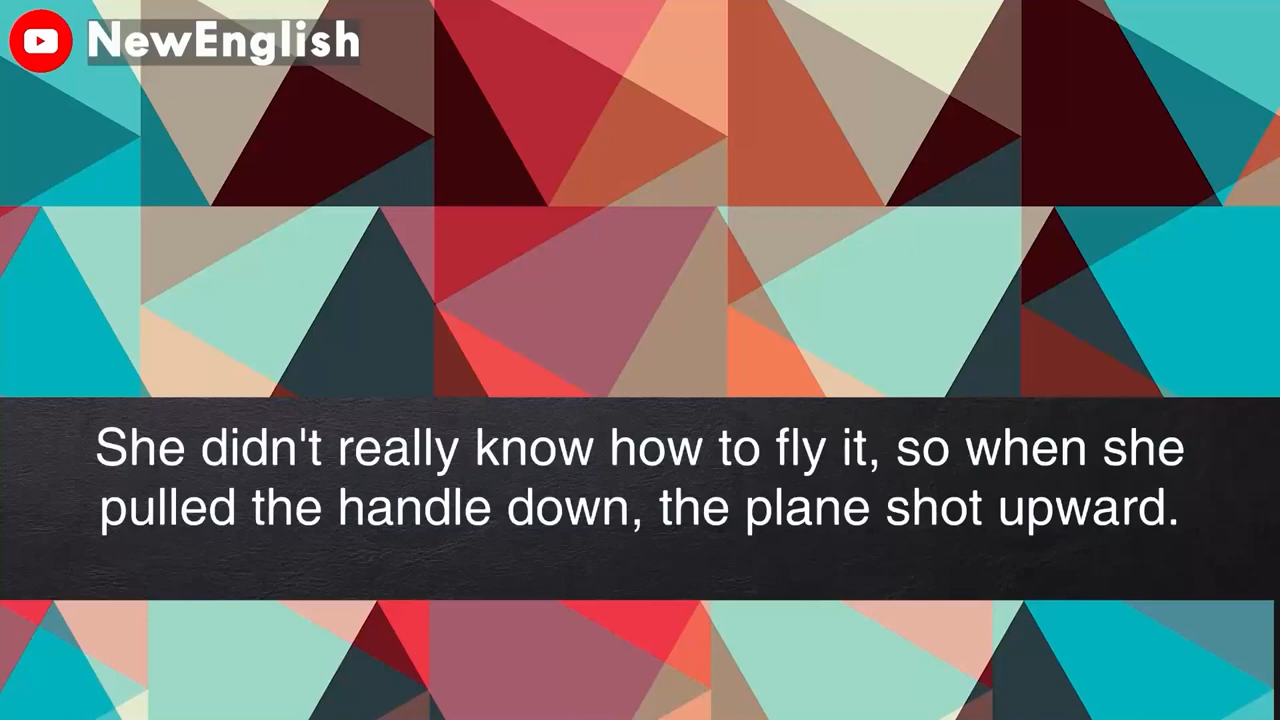 NewEnglish
She didn't really know how to fly it, so when she
pulled the handle down, the plane shot upward.